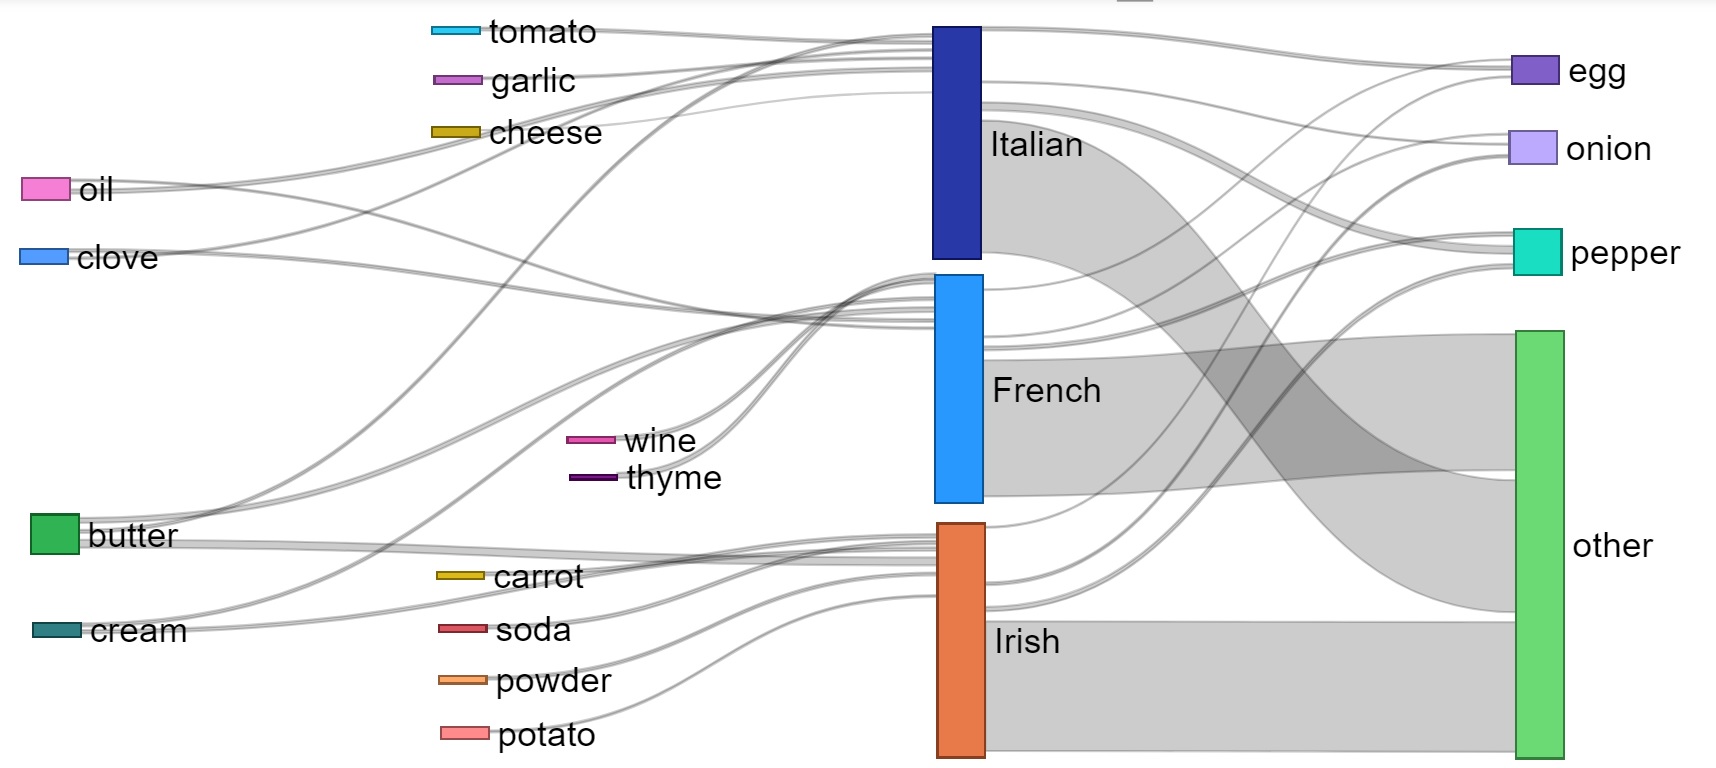 tomato
garlic
cheese
oil
clove
wine
thyme
butter
carrot
cream
soda
powder
potato
Italian
French
Irish
egg
onion
pepper
other